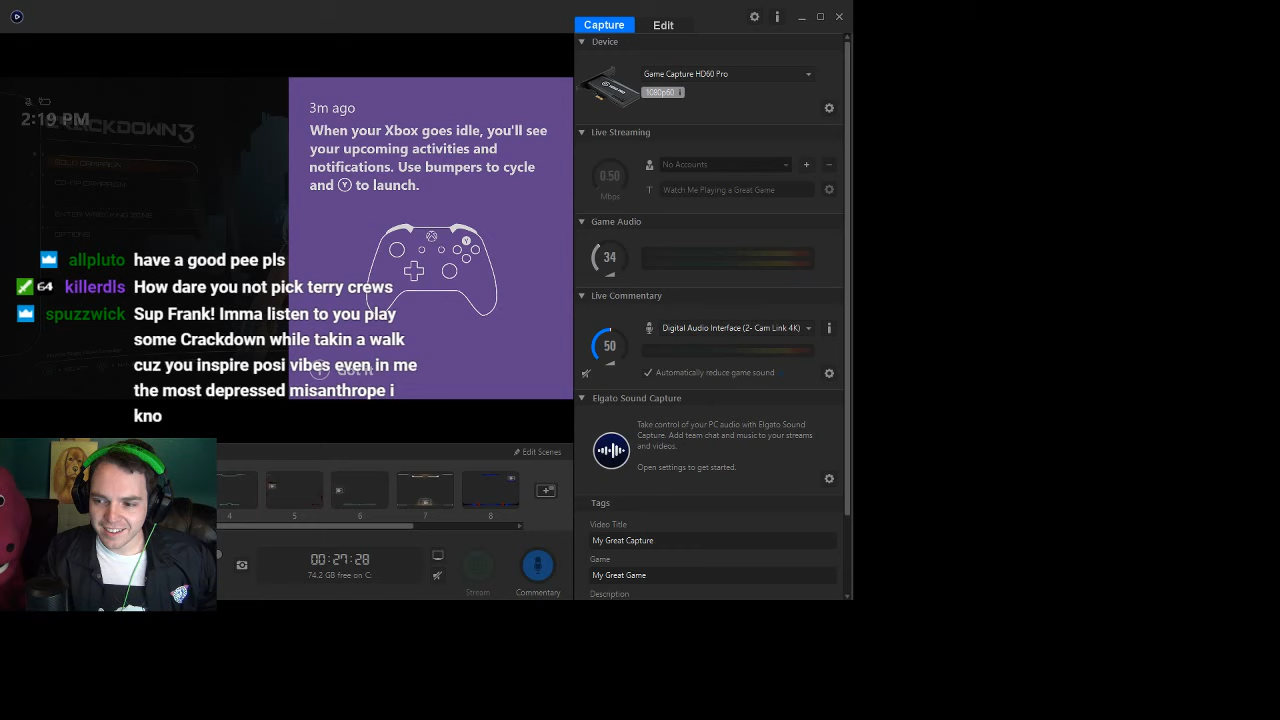 Capture
Edit
Device
Game Capture HD60 Pro
1080p60
Live Streaming
0.50
Mbps
No Accounts
Watch Me Playing a Great Game
Game Audio
34
Live Commentary
50
Digital Audio Interface (2- Cam Link 4K)
Automatically reduce game sound
Elgato Sound Capture
Take control of your PC audio with Elgato
Sound Capture. Add team chat and music to your streams
and videos.
Open settings to get started.
Tags
Video Title
My Great Capture
Game
My Great Game
Description
2:19 PM
CRACKDOWN 3
CO-OP CAMPAIGN
OPTIONS
3m ago
When your Xbox goes idle, you'll see
your upcoming activities and
notifications. Use bumpers to cycle
and Y to launch.
Got it
allpluto have a good pee pls
64 killerdls How dare you not pick terry crews
spuzzwick Sup Frank! Imma listen to you play
some Crackdown while takin a walk
cuz you inspire posi vibes even in me
the most depressed misanthrope i
kno
Edit Scenes
4 5 6 7 8
00:27:28
74.2 GB free on C:
Stream
Commentary